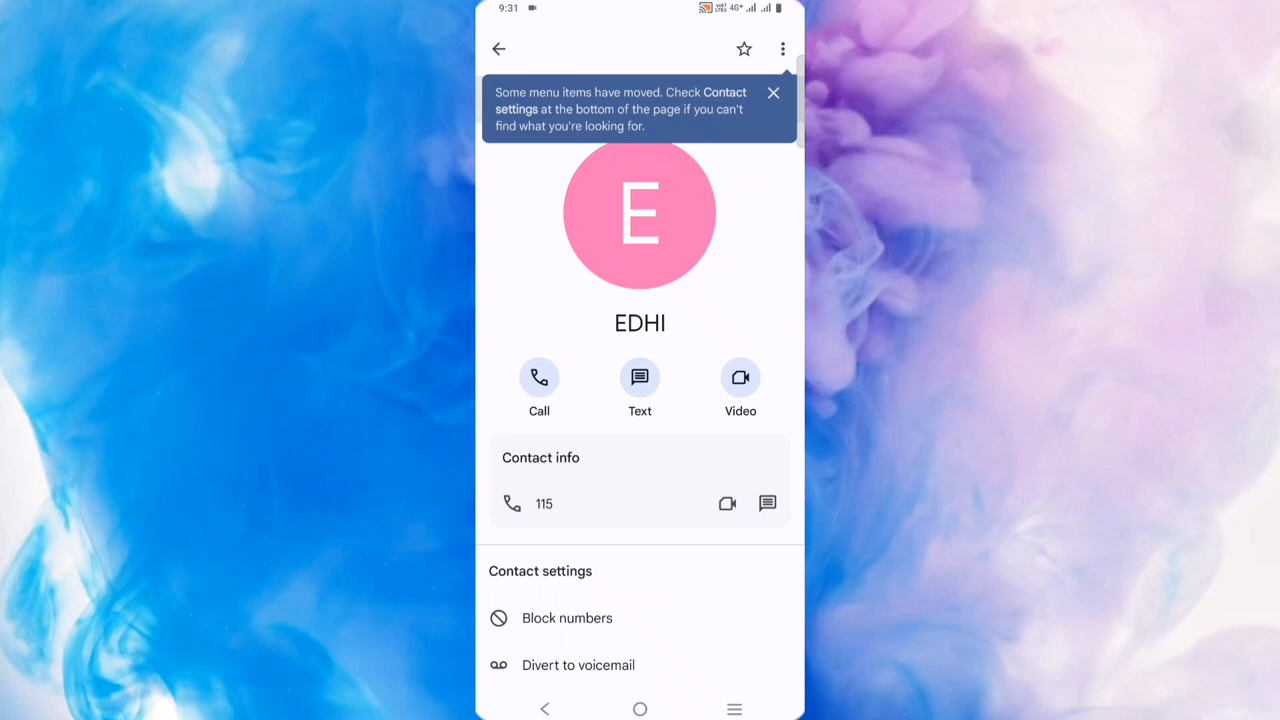 9:31 4G+
Some menu items have moved. Check Contact
settings at the bottom of the page if you can't
find what you're looking for.
E
EDHI
Call Text Video
Contact info
115
Contact settings
Block numbers
Divert to voicemail